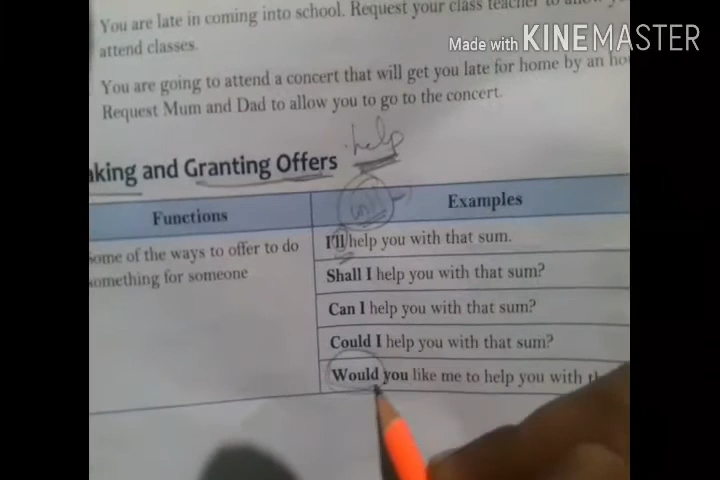 You are late in coming into school. Request your class teacher to allow
attend classes.
Made with KINEMASTER
You are going to attend a concert that will get you late for home by an
Request Mum and Dad to allow you to go to the concert.
help
and Granting Offers
Functions
Examples
some of the ways to offer to do
something for someone
I'll help you with that sum.
Shall I help you with that sum?
Can I help you with that sum?
Could I help you with that sum?
Would you like me to help you with